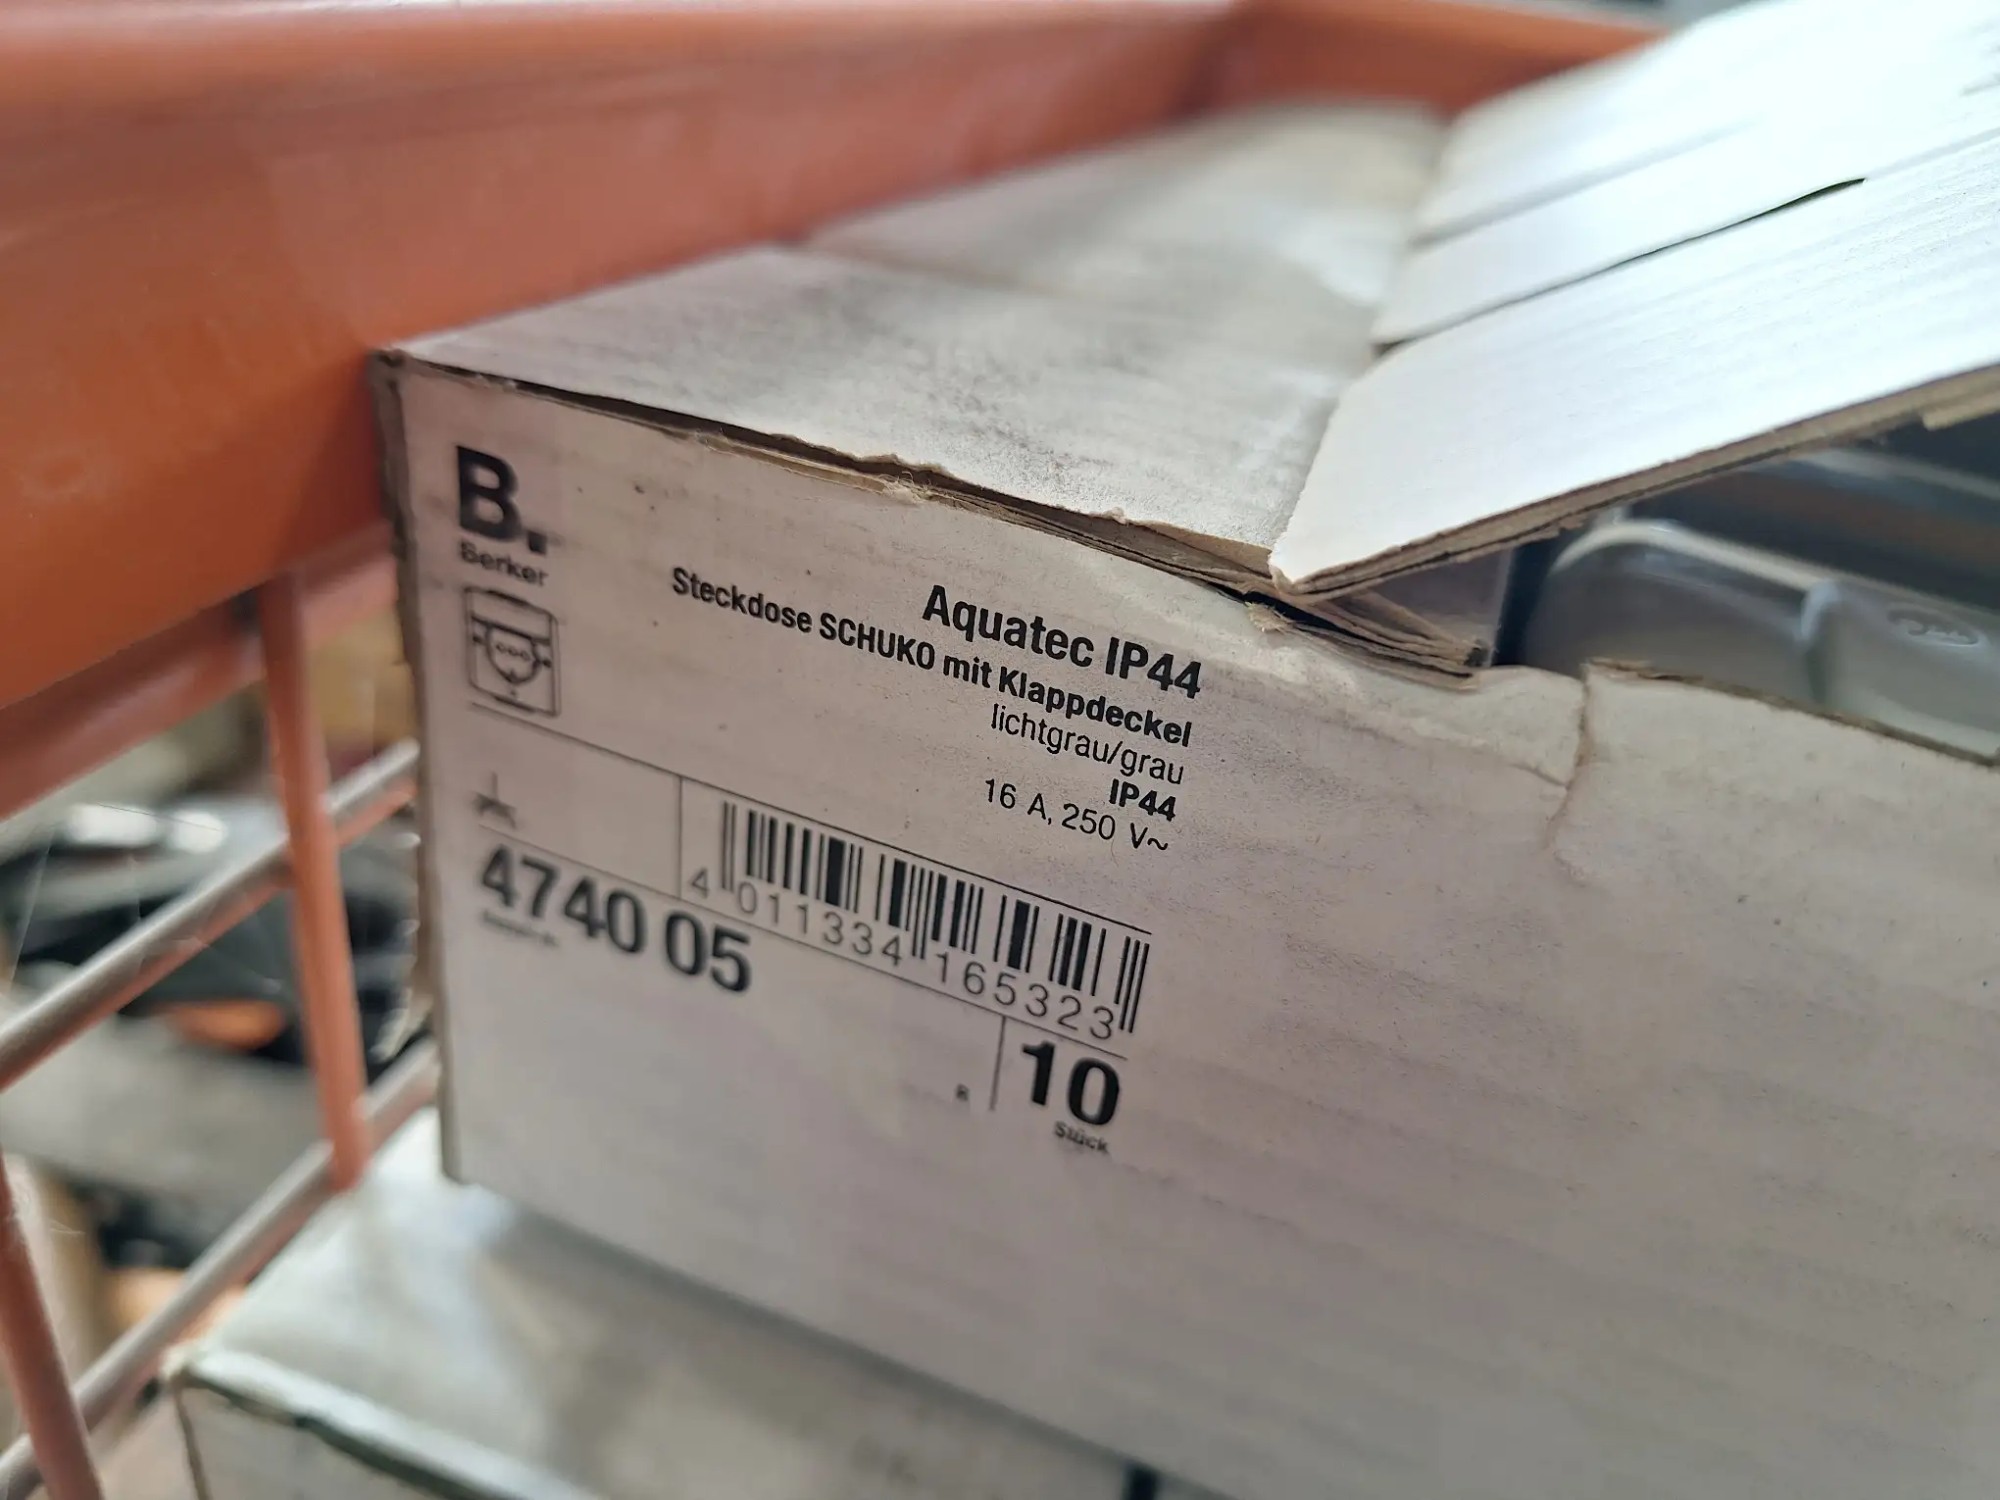 B.
Berker
Aquatec IP44
Steckdose SCHUKO mit Klappdeckel
lichtgrau/grau
IP44
16 A, 250 V~
4 011334 165323
4740 05
10
Stück